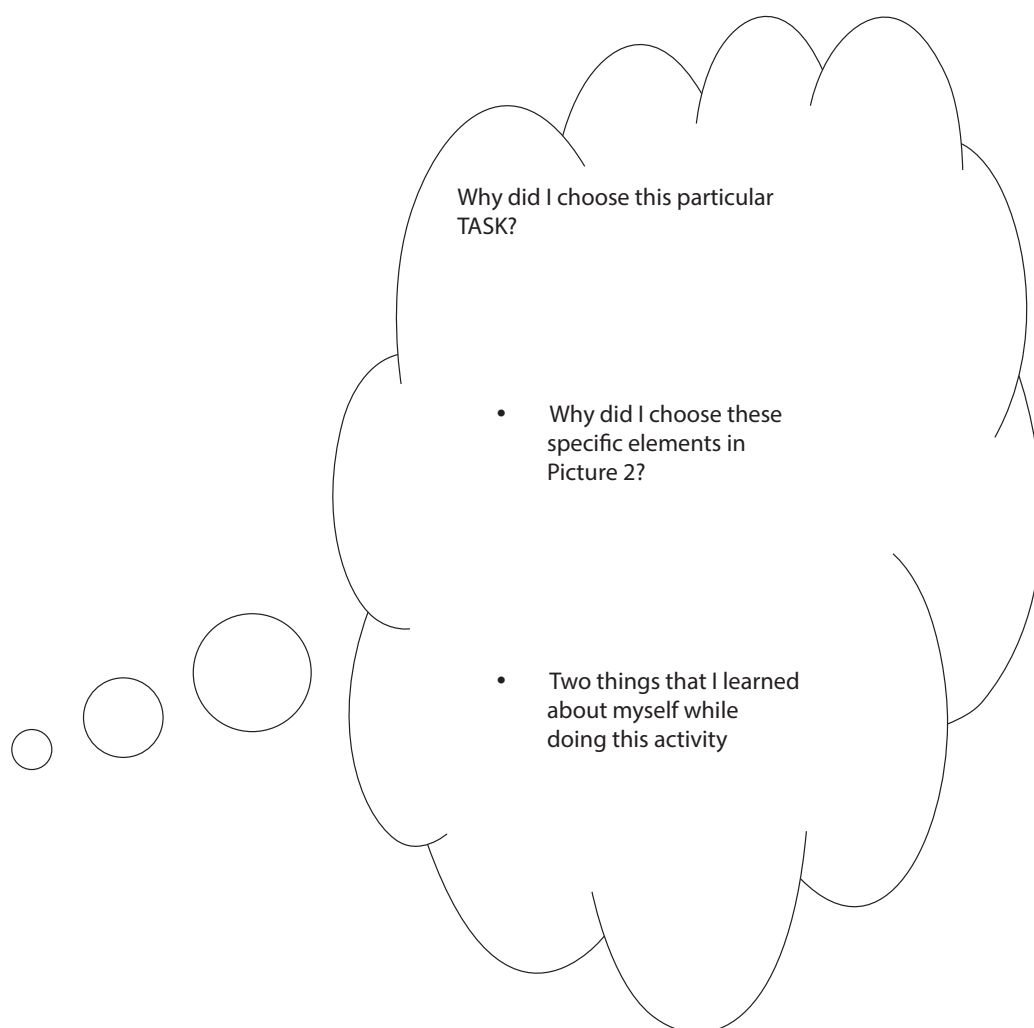 Why did I choose this particular
TASK?
• Why did I choose these
specific elements in
Picture 2?
• Two things that I learned
about myself while
doing this activity